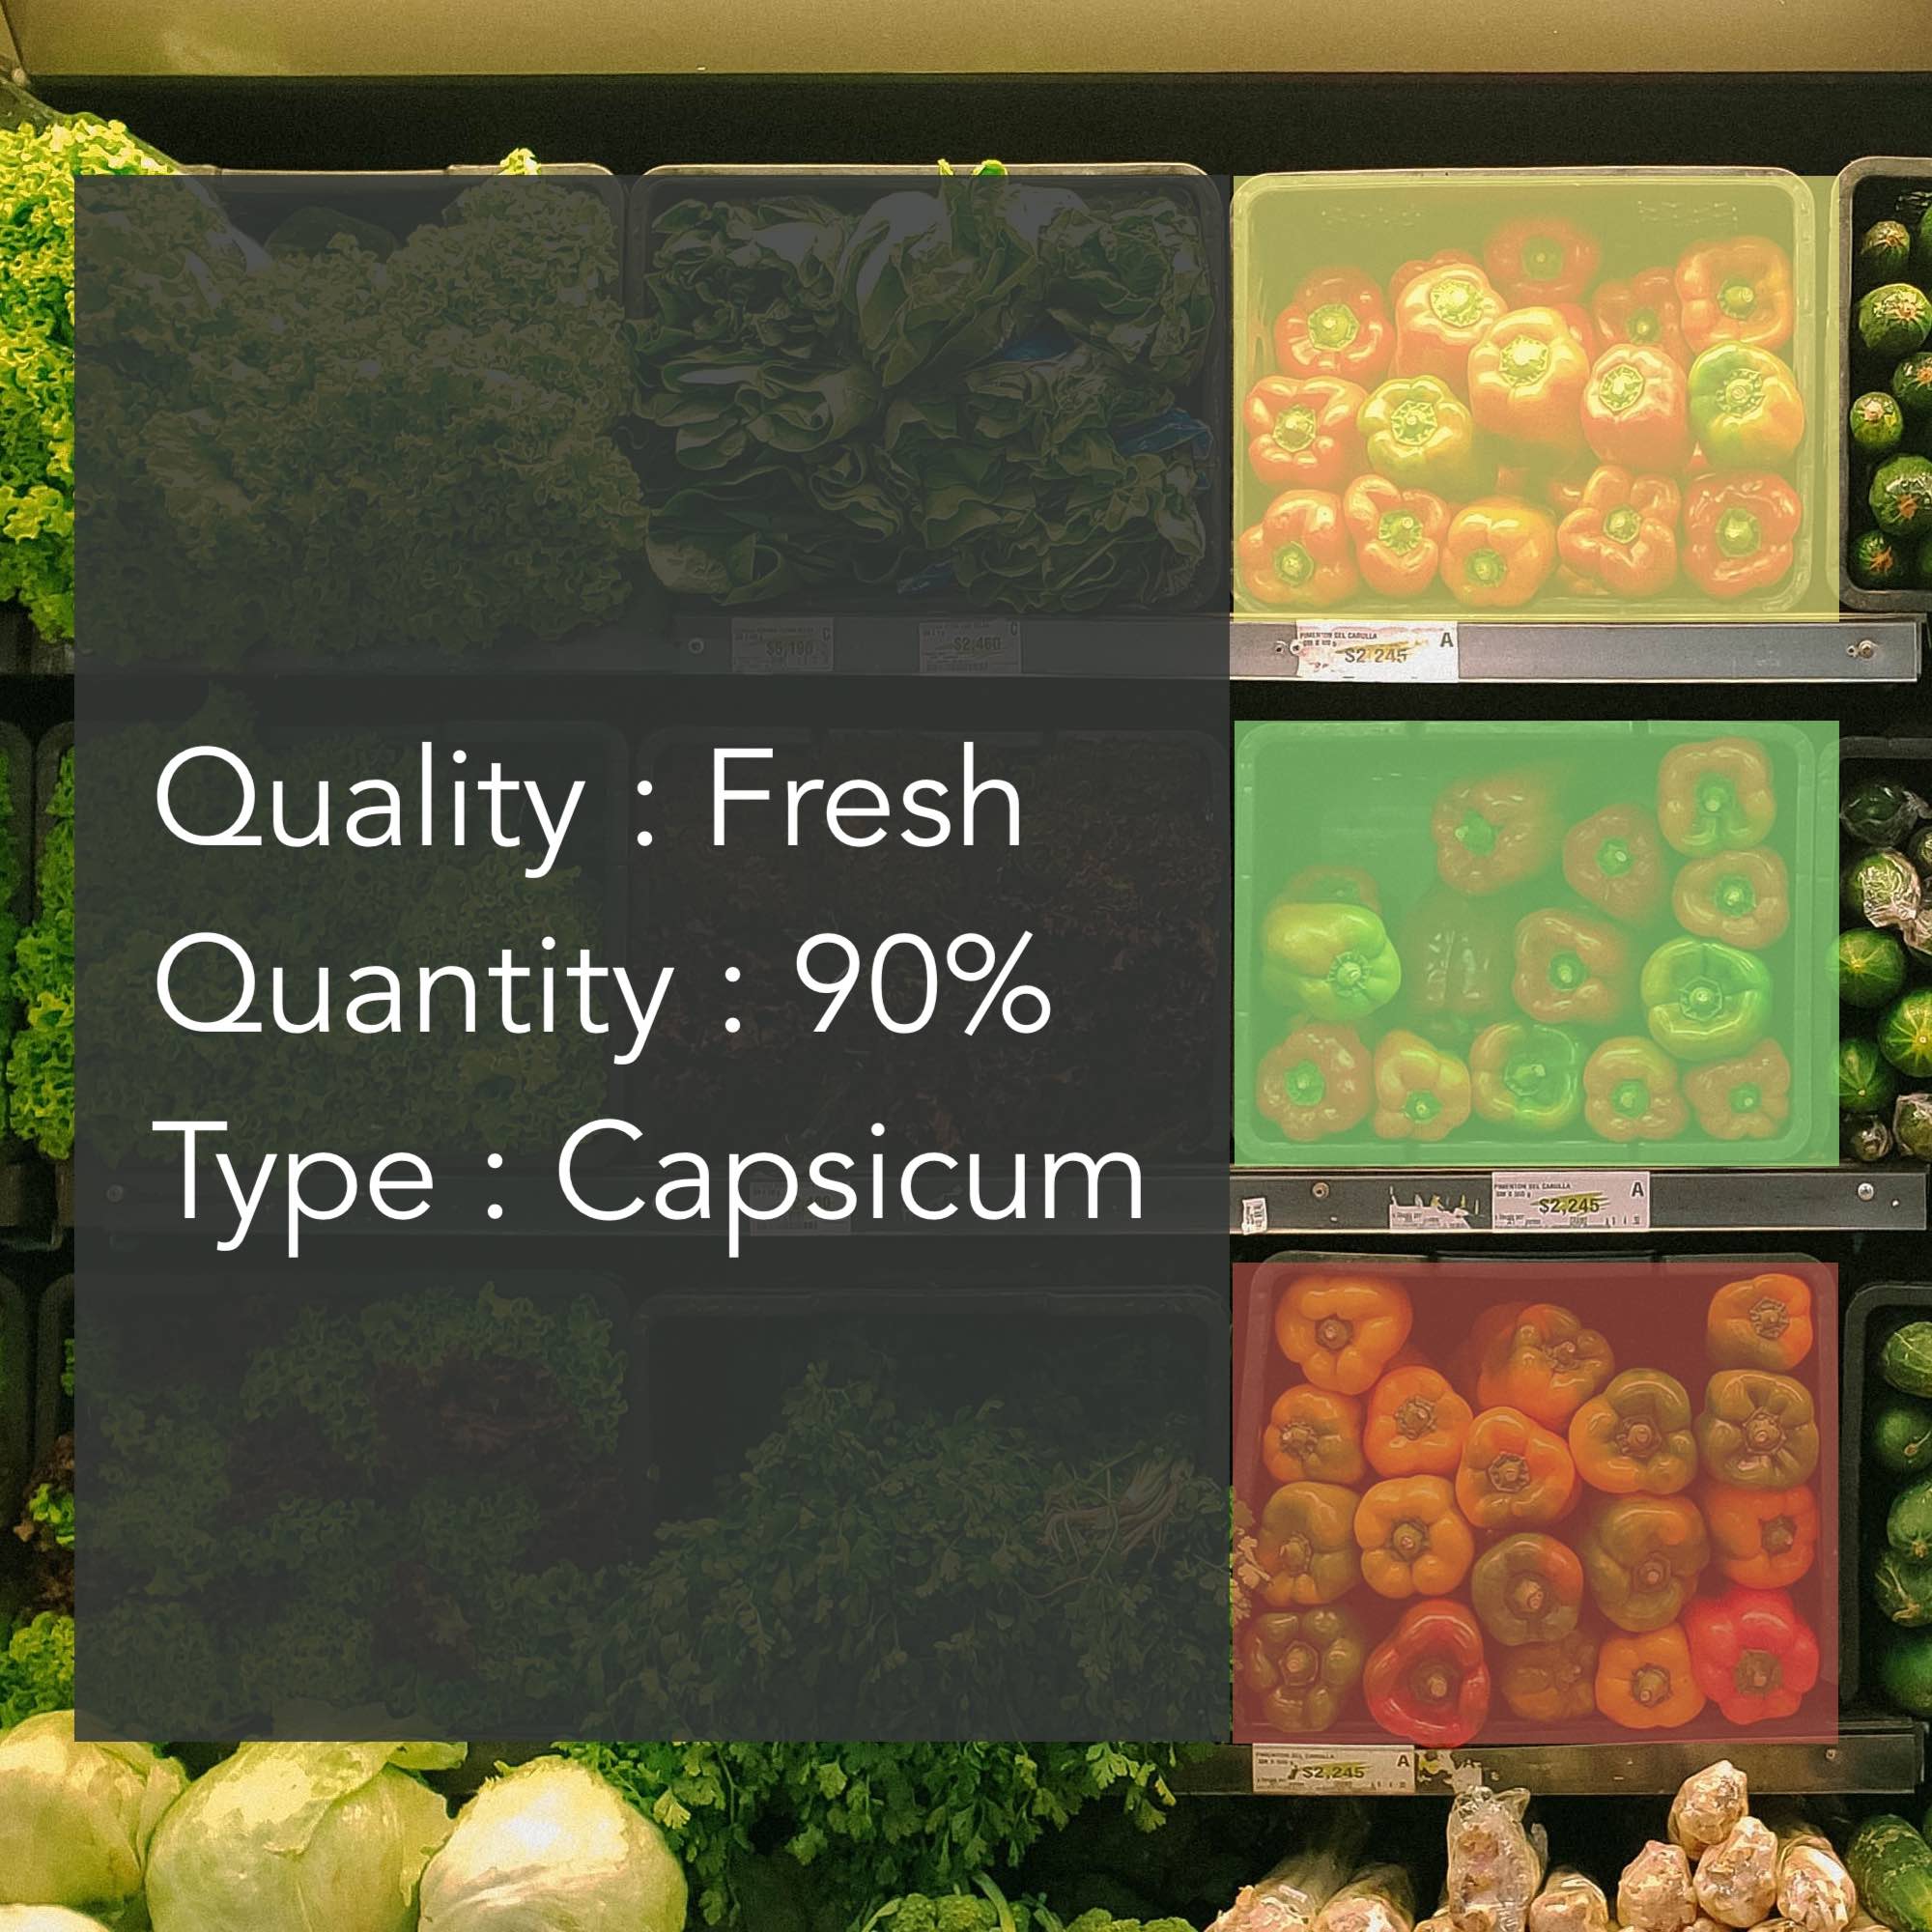 $5,190
$2,460
PIMENTON DEL CARULLA
A
$2,245
Quality : Fresh
Quantity : 90%
Type : Capsicum
PIMENTON DEL CARULLA
A
$2,245
PIMENTON DEL CARULLA
A
$2,245